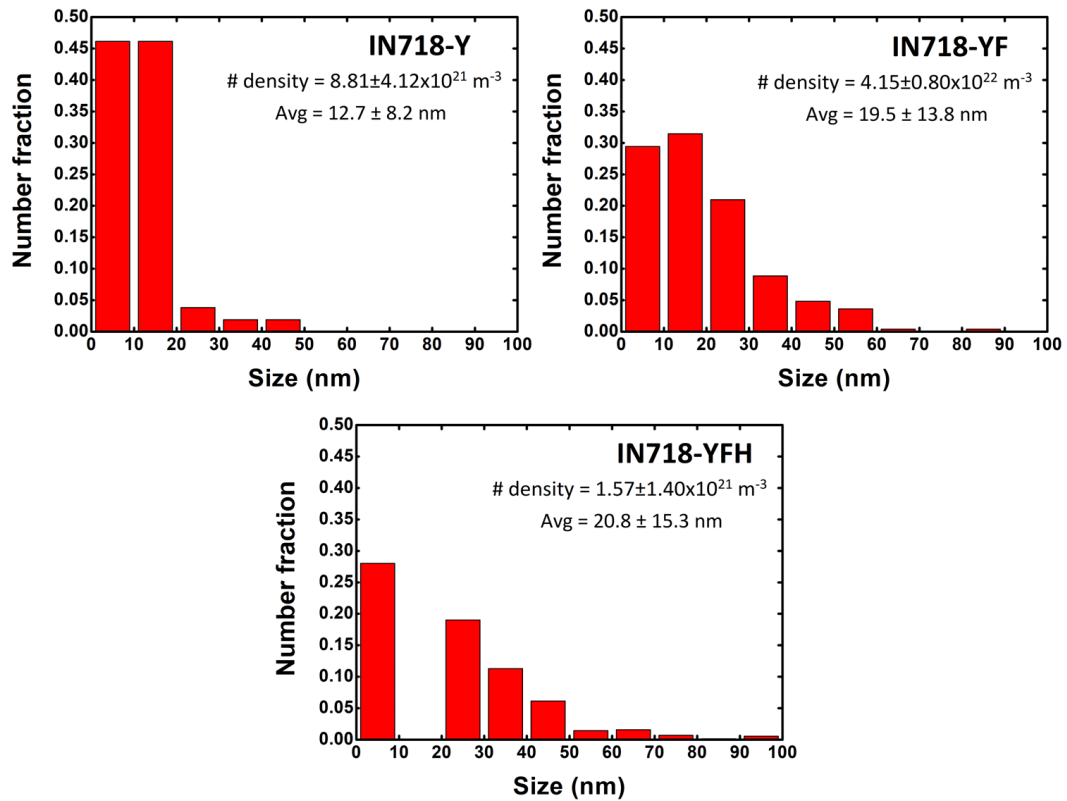 IN718-Y
# density = 8.81±4.12x10²¹ m⁻³
Avg = 12.7 ± 8.2 nm
Number fraction
0.50
0.45
0.40
0.35
0.30
0.25
0.20
0.15
0.10
0.05
0.00
0 10 20 30 40 50 60 70 80 90 100
Size (nm)
IN718-YF
# density = 4.15±0.80x10²² m⁻³
Avg = 19.5 ± 13.8 nm
Number fraction
0.50
0.45
0.40
0.35
0.30
0.25
0.20
0.15
0.10
0.05
0.00
0 10 20 30 40 50 60 70 80 90 100
Size (nm)
IN718-YFH
# density = 1.57±1.40x10²¹ m⁻³
Avg = 20.8 ± 15.3 nm
Number fraction
0.50
0.45
0.40
0.35
0.30
0.25
0.20
0.15
0.10
0.05
0.00
0 10 20 30 40 50 60 70 80 90 100
Size (nm)